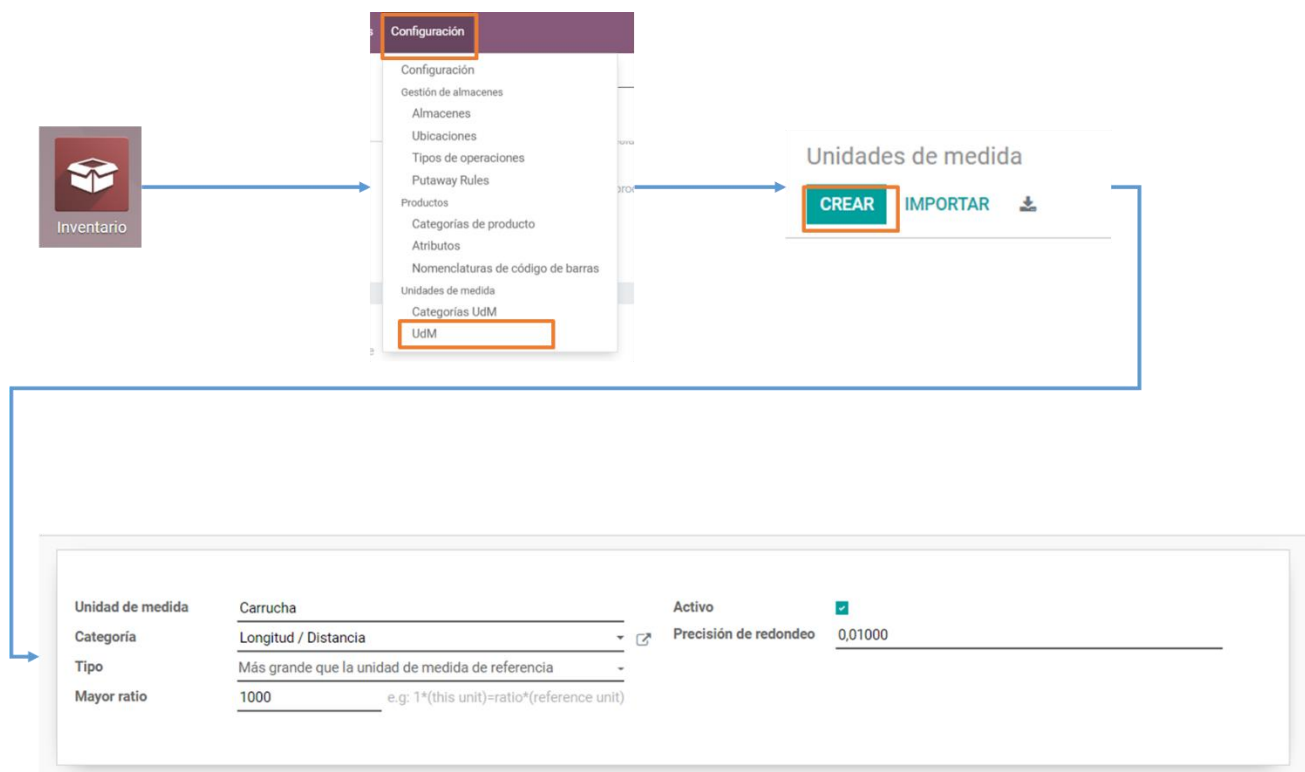 Configuración
Configuración
Gestión de almacenes
Almacenes
Ubicaciones
Tipos de operaciones
Putaway Rules
Productos
Categorías de producto
Atributos
Nomenclaturas de código de barras
Unidades de medida
Categorías UdM
UdM
Inventario
Unidades de medida
CREAR IMPORTAR
Unidad de medida Carrucha
Categoría Longitud / Distancia
Tipo Más grande que la unidad de medida de referencia
Mayor ratio 1000 e.g: 1*(this unit)=ratio*(reference unit)
Activo
Precisión de redondeo 0,01000